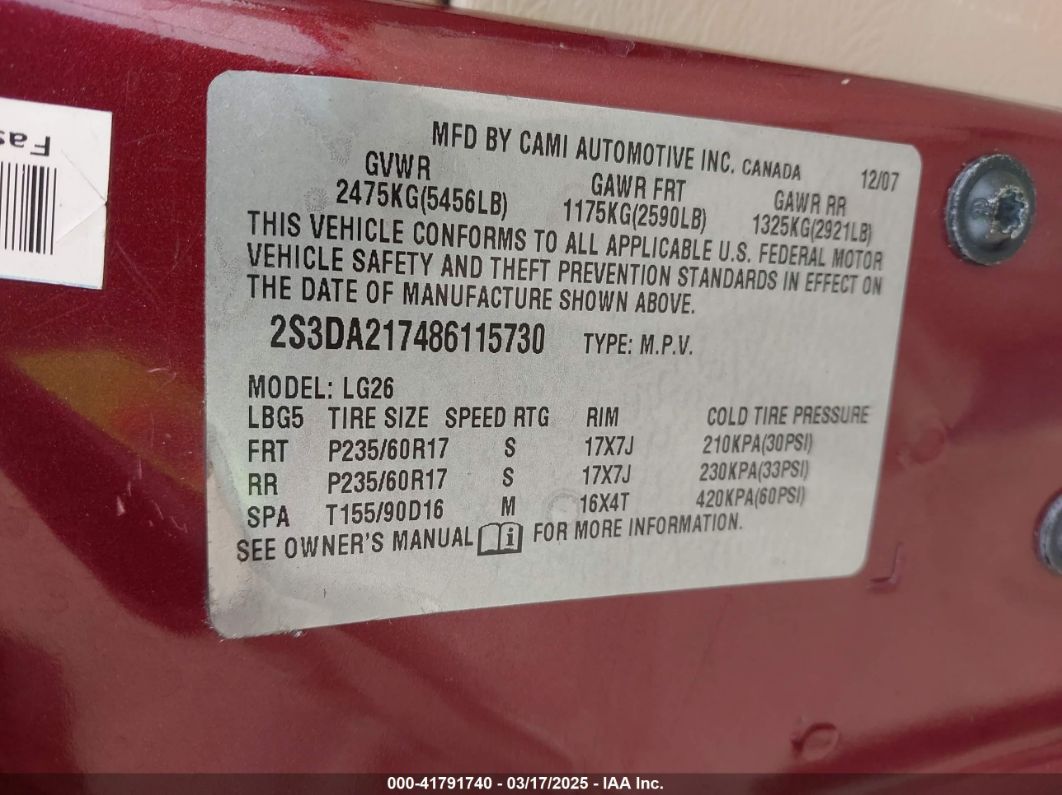 Fas
MFD BY CAMI AUTOMOTIVE INC. CANADA 12/07
GVWR GAWR FRT GAWR RR
2475KG(5456LB) 1175KG(2590LB) 1325KG(2921LB)
THIS VEHICLE CONFORMS TO ALL APPLICABLE U.S. FEDERAL MOTOR
VEHICLE SAFETY AND THEFT PREVENTION STANDARDS IN EFFECT ON
THE DATE OF MANUFACTURE SHOWN ABOVE.
2S3DA217486115730 TYPE: M.P.V.
MODEL: LG26
LBG5 TIRE SIZE SPEED RTG RIM COLD TIRE PRESSURE
FRT P235/60R17 S 17X7J 210KPA(30PSI)
RR P235/60R17 S 17X7J 230KPA(33PSI)
SPA T155/90D16 M 16X4T 420KPA(60PSI)
SEE OWNER'S MANUAL i FOR MORE INFORMATION.
000-41791740 - 03/17/2025 - IAA Inc.